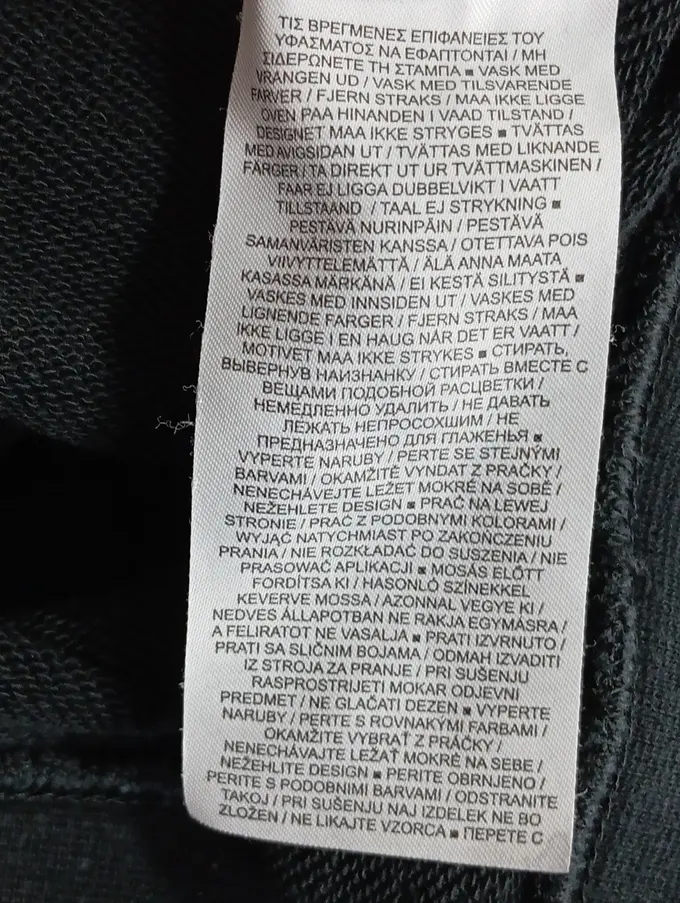 ΤΙΣ ΒΡΕΓΜΕΝΕΣ ΕΠΙΦΑΝΕΙΕΣ ΤΟΥ
ΥΦΑΣΜΑΤΟΣ ΝΑ ΕΦΑΠΤΟΝΤΑΙ / ΜΗ
ΣΙΔΕΡΩΝΕΤΕ ΤΗ ΣΤΑΜΠΑ ■ VASK MED
VRANGEN UD / VASK MED TILSVARENDE
FARVER / FJERN STRAKS / MAA IKKE LIGGE
OVEN PAA HINANDEN I VAAD TILSTAND /
DESIGNET MAA IKKE STRYGES ■ TVÄTTAS
MED AVIGSIDAN UT / TVÄTTAS MED LIKNANDE
FÄRGER / TA DIREKT UT UR TVÄTTMASKINEN /
FAAR EJ LIGGA DUBBELVIKT I VAATT
TILLSTAAND / TAAL EJ STRYKNING ■
PESTÄVÄ NURINPÄIN / PESTÄVÄ
SAMANVÄRISTEN KANSSA / OTETTAVA POIS
VIIVYTTELEMÄTTÄ / ÄLÄ ANNA MAATA
KASASSA MÄRKÄNÄ / EI KESTÄ SILITYSTÄ ■
VASKES MED INNSIDEN UT / VASKES MED
LIGNENDE FARGER / FJERN STRAKS / MAA
IKKE LIGGE I EN HAUG NÅR DET ER VAATT /
MOTIVET MAA IKKE STRYKES ■ СТИРАТЬ,
ВЫВЕРНУВ НАИЗНАНКУ / СТИРАТЬ ВМЕСТЕ С
ВЕЩАМИ ПОДОБНОЙ РАСЦВЕТКИ /
НЕМЕДЛЕННО УДАЛИТЬ / НЕ ДАВАТЬ
ЛЕЖАТЬ НЕПРОСОХШИМ / НЕ
ПРЕДНАЗНАЧЕНО ДЛЯ ГЛАЖЕНЬЯ ■
VYPERTE NARUBY / PERTE SE STEJNÝMI
BARVAMI / OKAMŽITĚ VYNDAT Z PRAČKY /
NENECHÁVEJTE LEŽET MOKRÉ NA SOBĚ /
NEŽEHLETE DESIGN ■ PRAĆ NA LEWEJ
STRONIE / PRAĆ Z PODOBNYMI KOLORAMI /
WYJĄĆ NATYCHMIAST PO ZAKOŃCZENIU
PRANIA / NIE ROZKŁADAĆ DO SUSZENIA / NIE
PRASOWAĆ APLIKACJI ■ MOSÁS ELŐTT
FORDÍTSA KI / HASONLÓ SZÍNEKKEL
KEVERVE MOSSA / AZONNAL VEGYE KI /
NEDVES ÁLLAPOTBAN NE RAKJA EGYMÁSRA /
A FELIRATOT NE VASALJA ■ PRATI IZVRNUTO /
PRATI SA SLIČNIM BOJAMA / ODMAH IZVADITI
IZ STROJA ZA PRANJE / PRI SUŠENJU
RASPROSTRIJETI MOKAR ODJEVNI
PREDMET / NE GLAČATI DEZEN ■ VYPERTE
NARUBY / PERTE S ROVNAKÝMI FARBAMI /
OKAMŽITE VYBRAŤ Z PRÁČKY /
NENECHÁVAJTE LEŽAŤ MOKRÉ NA SEBE /
NEŽEHLITE DESIGN ■ PERITE OBRNJENO /
PERITE S PODOBNIMI BARVAMI / ODSTRANITE
TAKOJ / PRI SUŠENJU NAJ IZDELEK NE BO
ZLOŽEN / NE LIKAJTE VZORCA ■ ПЕРЕТЕ С